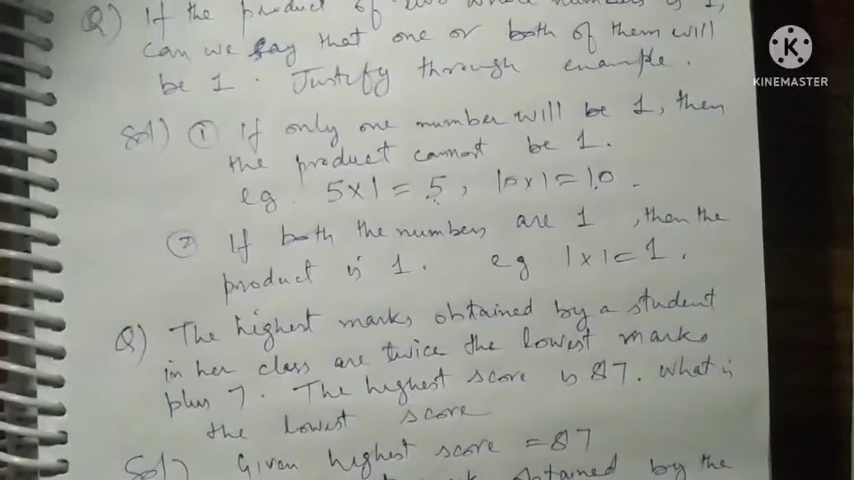 Q) If the product of two whole numbers is 1,
can we say that one or both of them will
be 1. Justify through example.
Sol) ① If only one number will be 1, then
the product cannot be 1.
eg 5×1 = 5, 10×1 = 10.
② If both the numbers are 1, then the
product is 1. eg 1×1 = 1.
Q) The highest marks obtained by a student
in her class are twice the lowest marks
plus 7. The highest score is 87. What is
the lowest score
Sol) Given highest score = 87
obtained by the
KINEMASTER